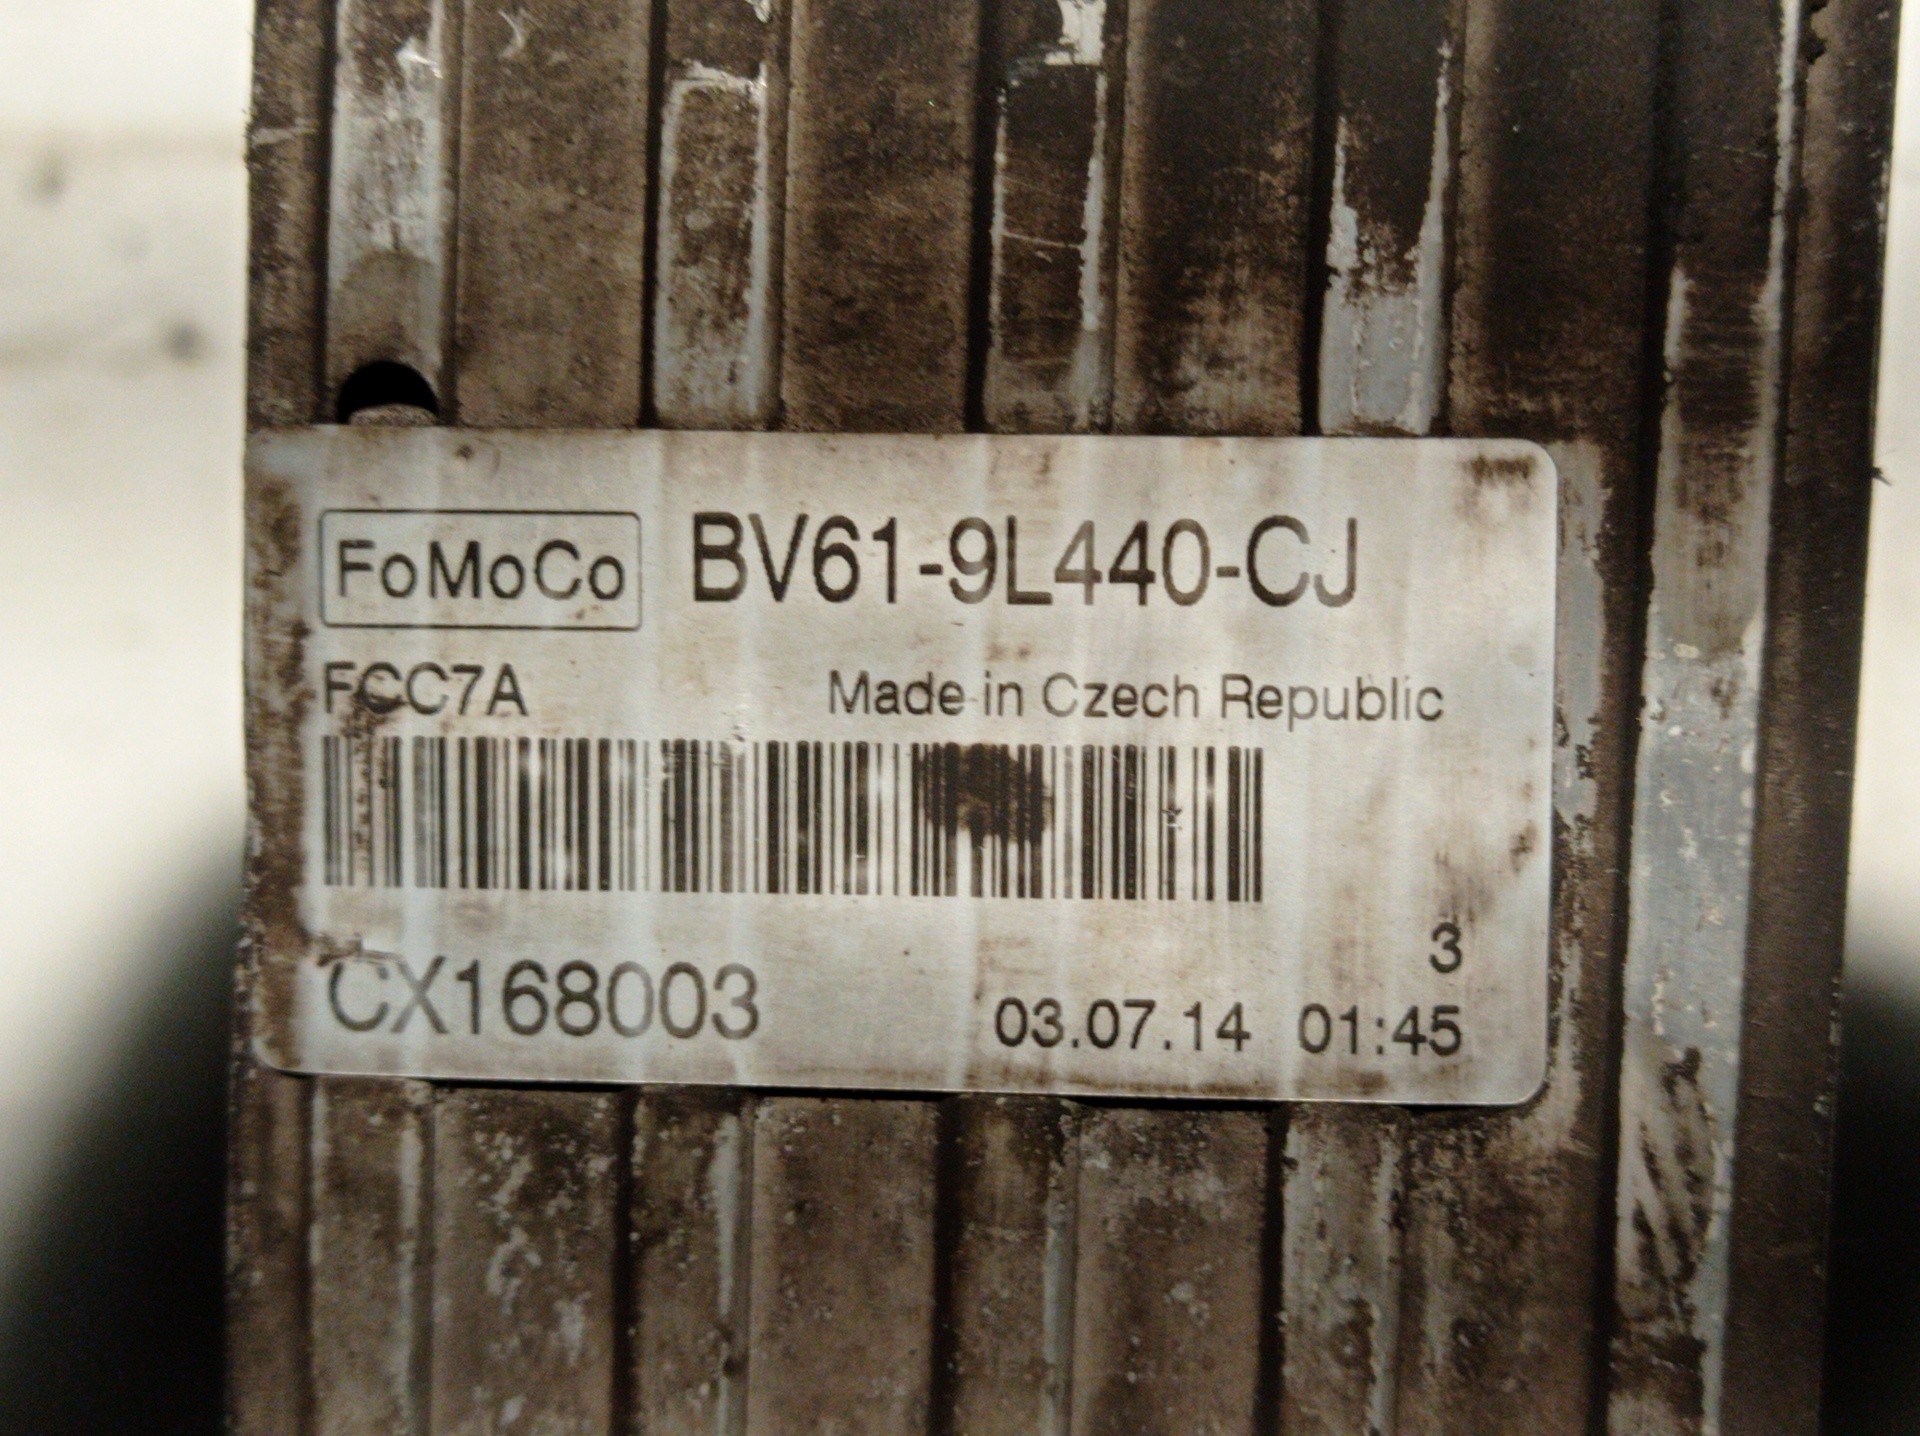 FoMoCo BV61-9L440-CJ
FCC7A Made in Czech Republic
3
CX168003 03.07.14 01:45